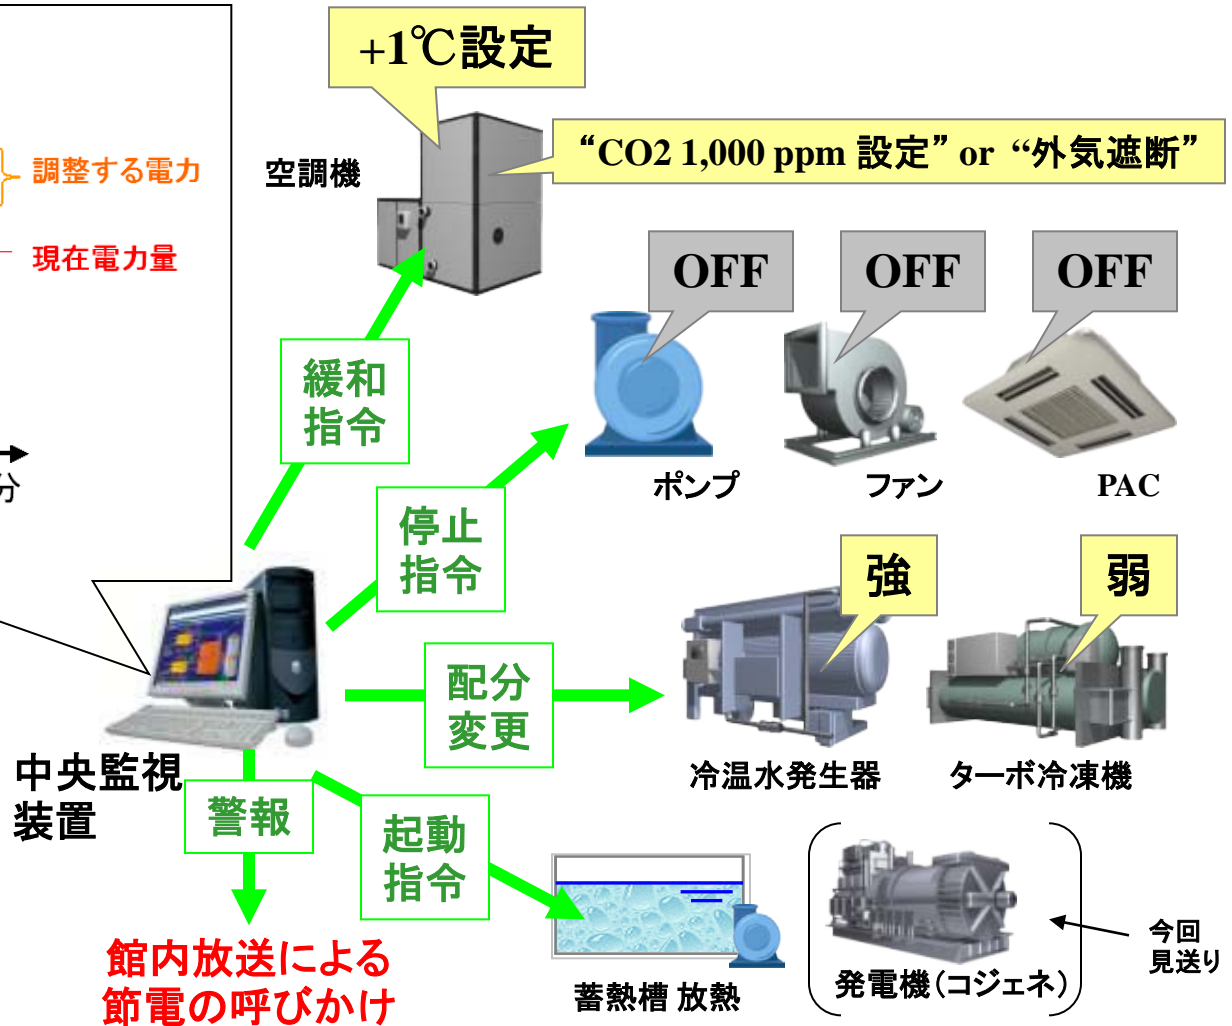 +1℃設定
“CO2 1,000 ppm 設定” or “外気遮断”
空調機
調整する電力
現在電力量
OFF
OFF
OFF
緩和
指令
ポンプ
ファン
PAC
分
停止
指令
強
弱
配分
変更
冷温水発生器
ターボ冷凍機
中央監視
装置
警報
起動
指令
館内放送による
節電の呼びかけ
蓄熱槽 放熱
発電機(コジェネ)
今回
見送り